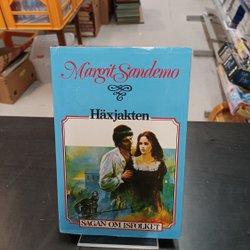 Margit Sandemo
Häxjakten
SAGAN OM ISFOLKET